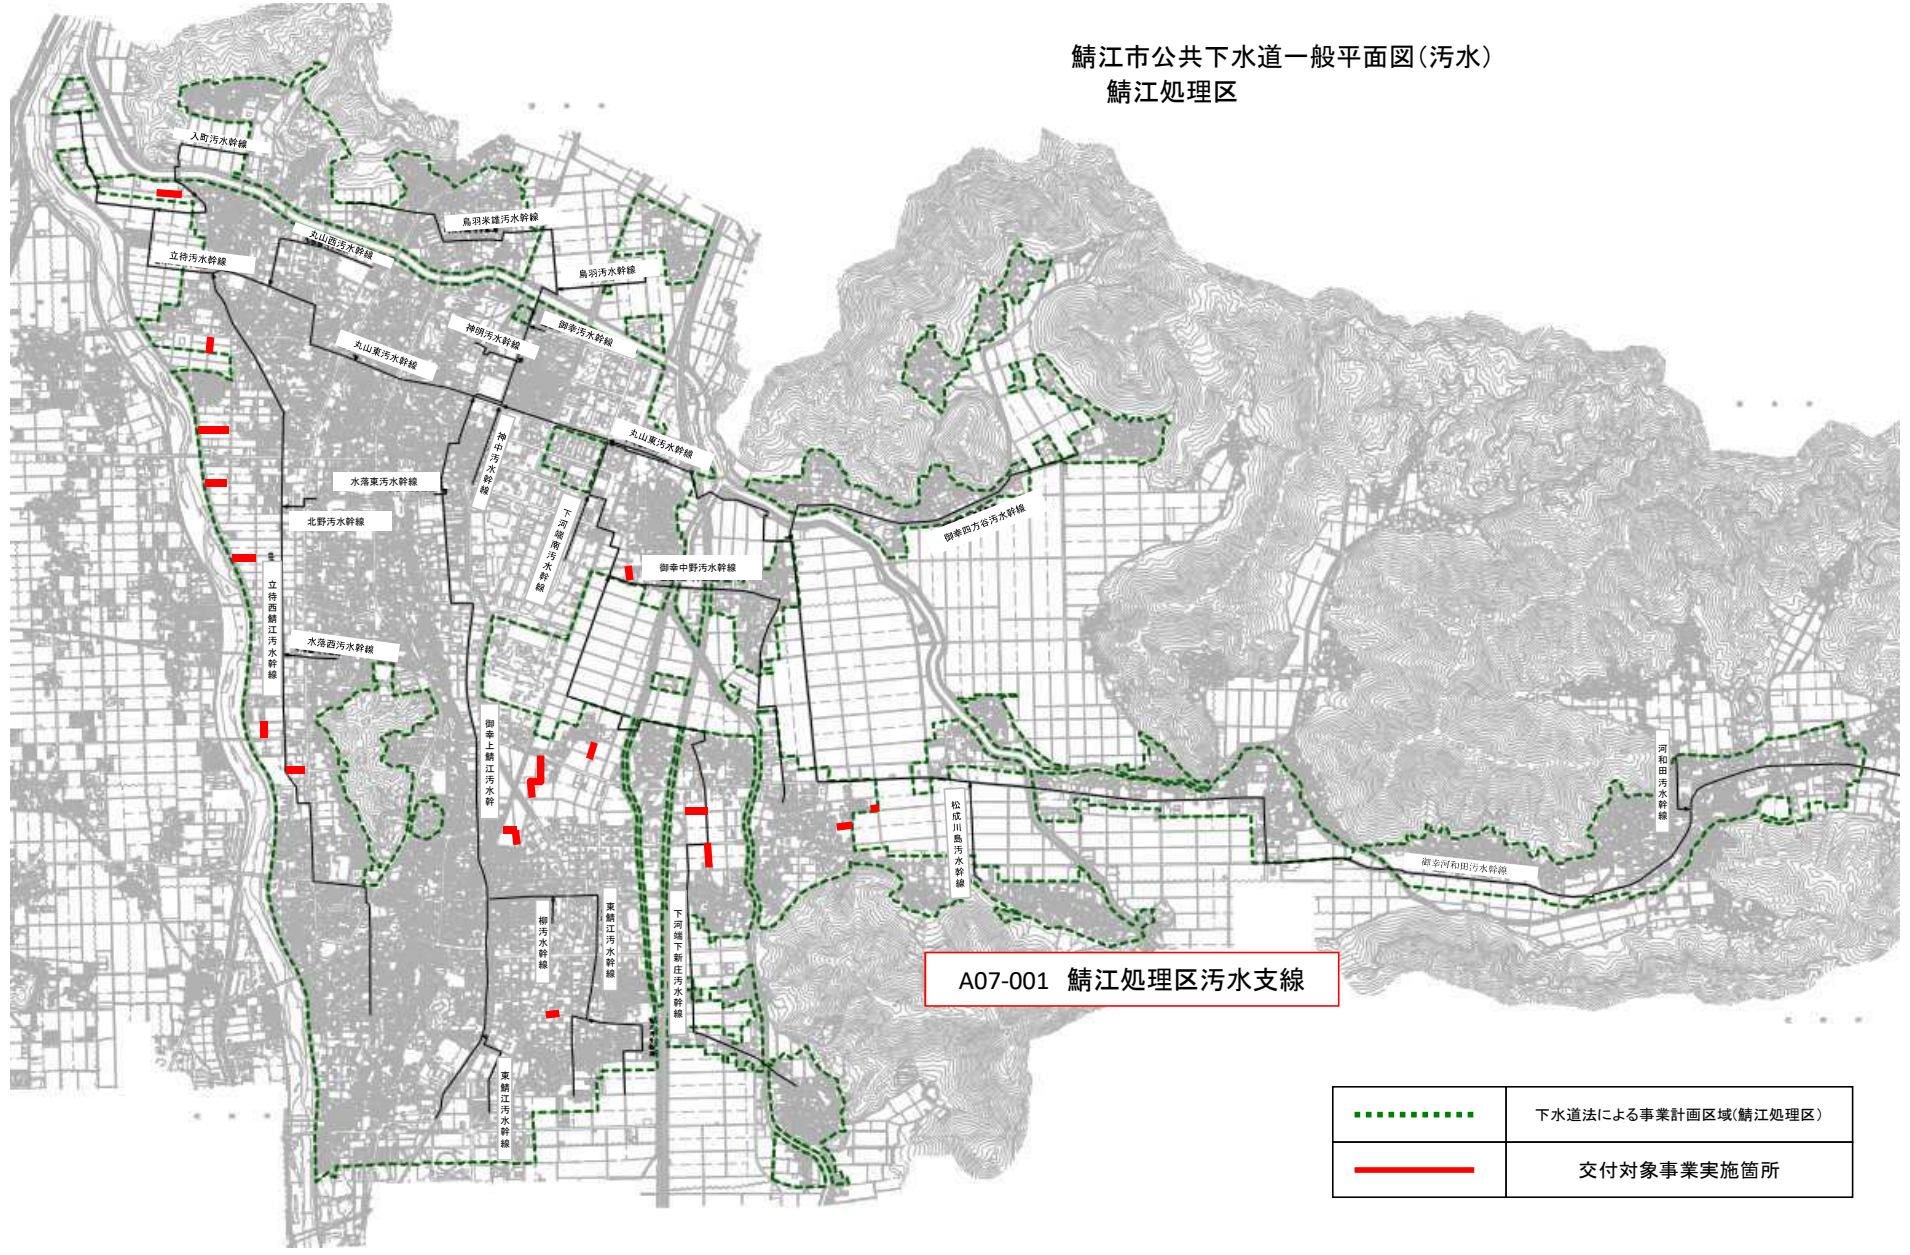 鯖江市公共下水道一般平面図(汚水)
鯖江処理区
入町汚水幹線
鳥羽米雄汚水幹線
丸山西汚水幹線
立待汚水幹線
鳥羽汚水幹線
神明汚水幹線
御幸汚水幹線
丸山東汚水幹線
丸山東汚水幹線
神中汚水幹線
水落東汚水幹線
北野汚水幹線
下河端南汚水幹線
御幸四方谷汚水幹線
御幸中野汚水幹線
立待西鯖江汚水幹線
水落西汚水幹線
御幸上鯖江汚水幹
河和田汚水幹線
松成川島汚水幹線
御幸河和田汚水幹線
柳汚水幹線
東鯖江汚水幹線
下河端下新庄汚水幹線
A07-001 鯖江処理区汚水支線
東鯖江汚水幹線
下水道法による事業計画区域(鯖江処理区)
交付対象事業実施箇所